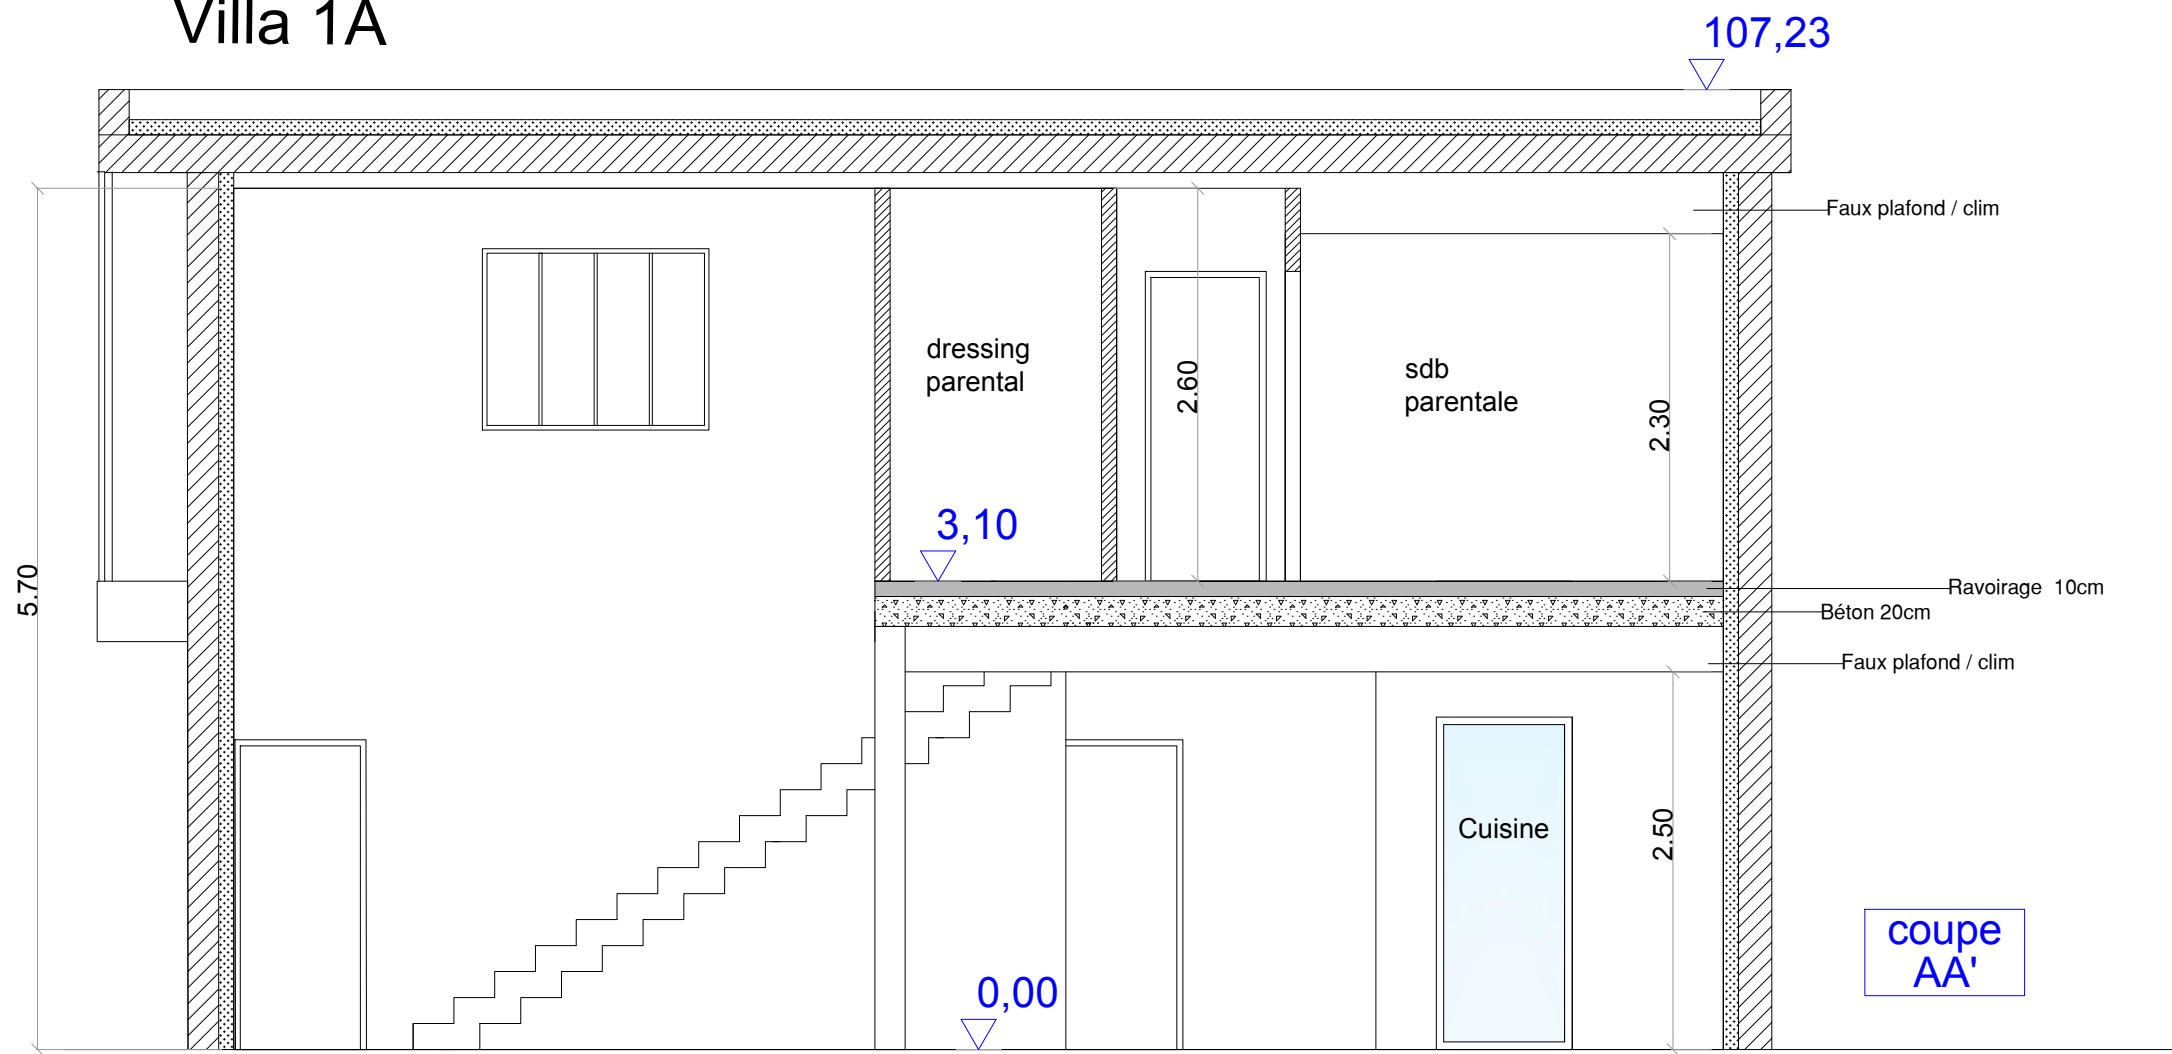 Villa 1A
107,23
Faux plafond / clim
dressing
parental
2.60
sdb
parentale
2.30
3,10
5.70
Ravoirage 10cm
Béton 20cm
Faux plafond / clim
Cuisine
2.50
coupe
AA'
0,00